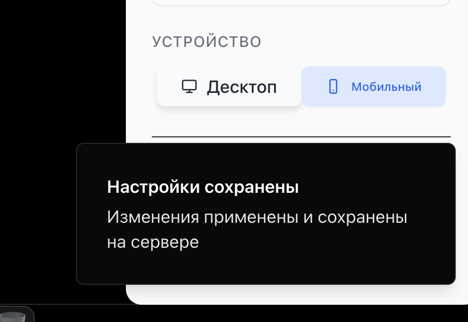 УСТРОЙСТВО
Десктоп Мобильный
Настройки сохранены
Изменения применены и сохранены
на сервере